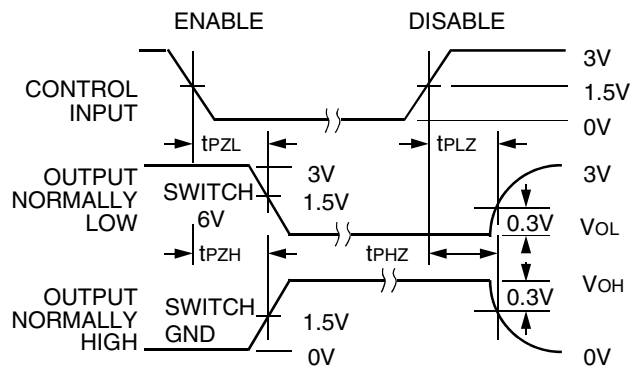 ENABLE DISABLE
3V
CONTROL
INPUT
1.5V
0V
tPZL tPLZ
OUTPUT
NORMALLY
LOW
SWITCH
6V
3V
1.5V
3V
0.3V
VOL
tPZH tPHZ
OUTPUT
NORMALLY
HIGH
SWITCH
GND
1.5V
0V
VOH
0.3V
0V